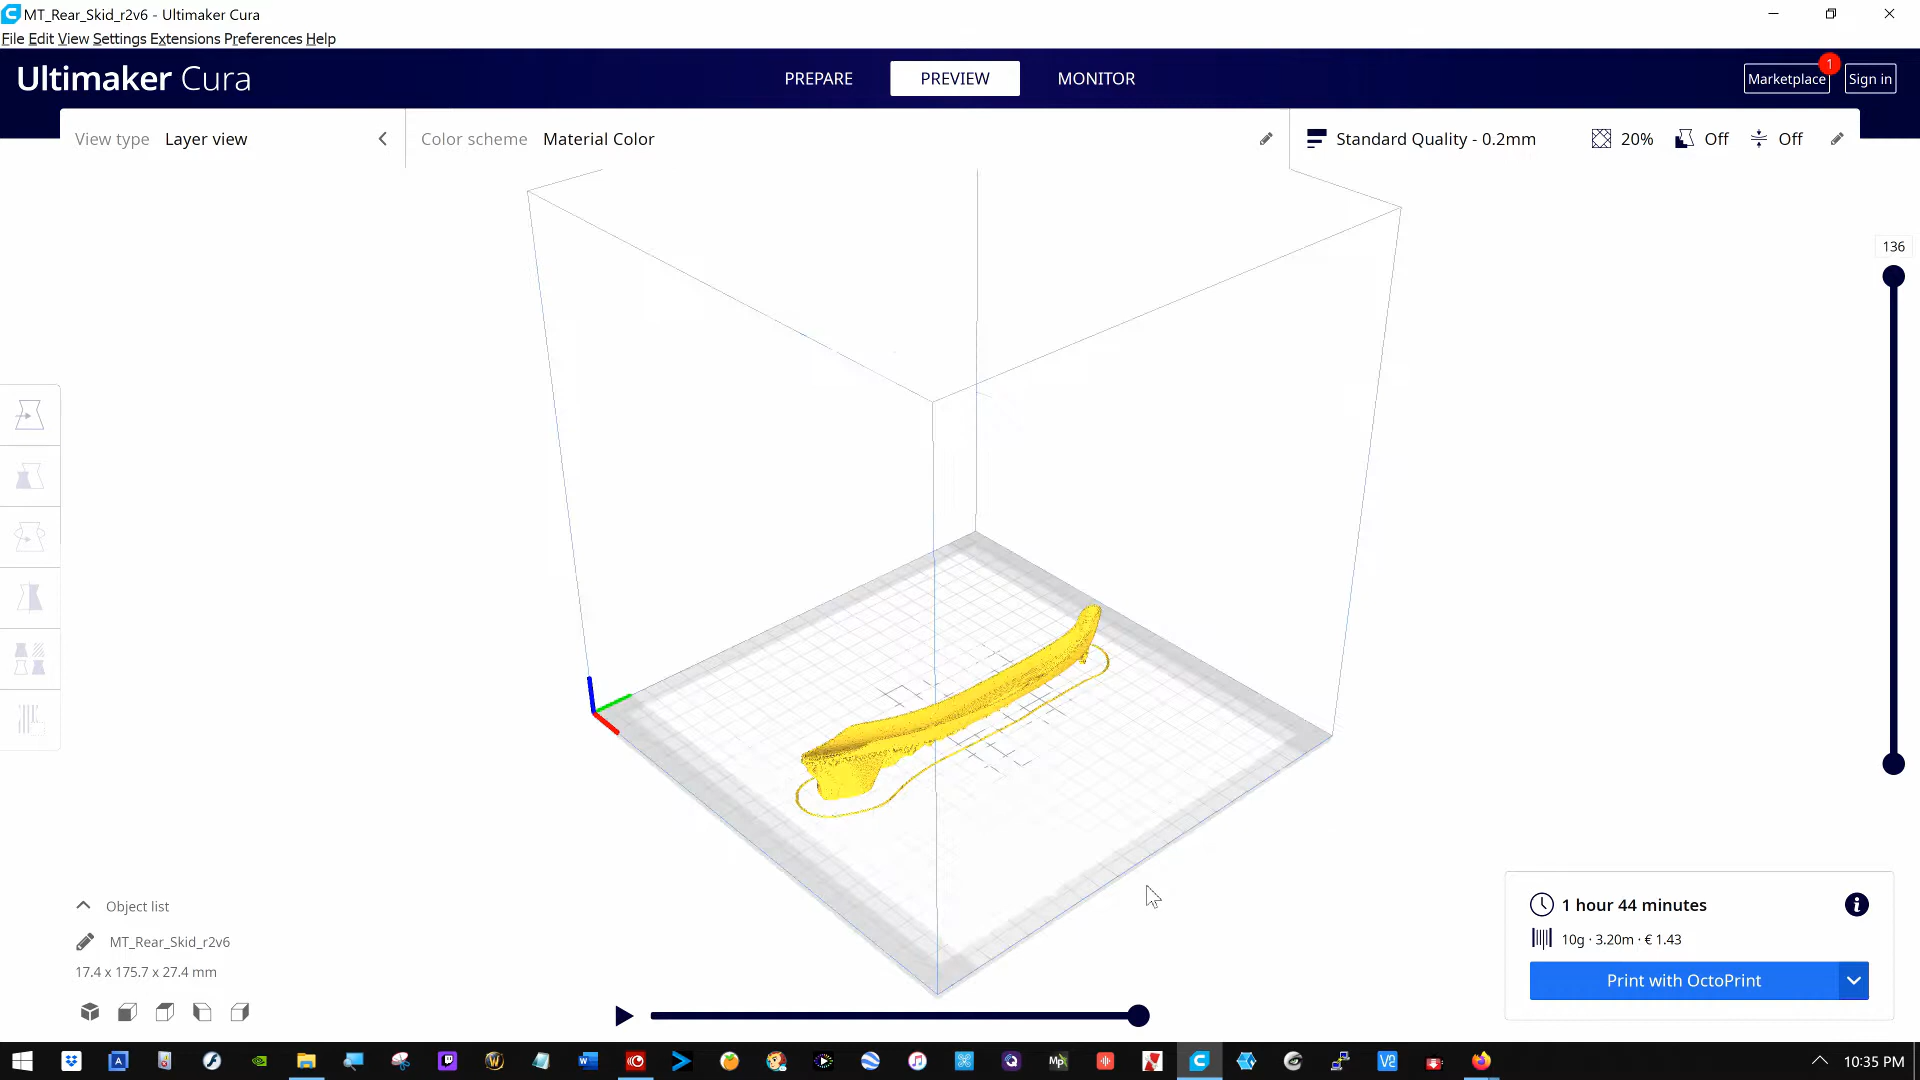 MT_Rear_Skid_r2v6 - Ultimaker Cura
File Edit View Settings Extensions Preferences Help
Ultimaker Cura
PREPARE
PREVIEW
MONITOR
Marketplace
1
Sign in
View type Layer view
Color scheme Material Color
Standard Quality - 0.2mm
20%
Off
Off
136
Object list
MT_Rear_Skid_r2v6
17.4 x 175.7 x 27.4 mm
1 hour 44 minutes
10g · 3.20m · € 1.43
Print with OctoPrint
10:35 PM